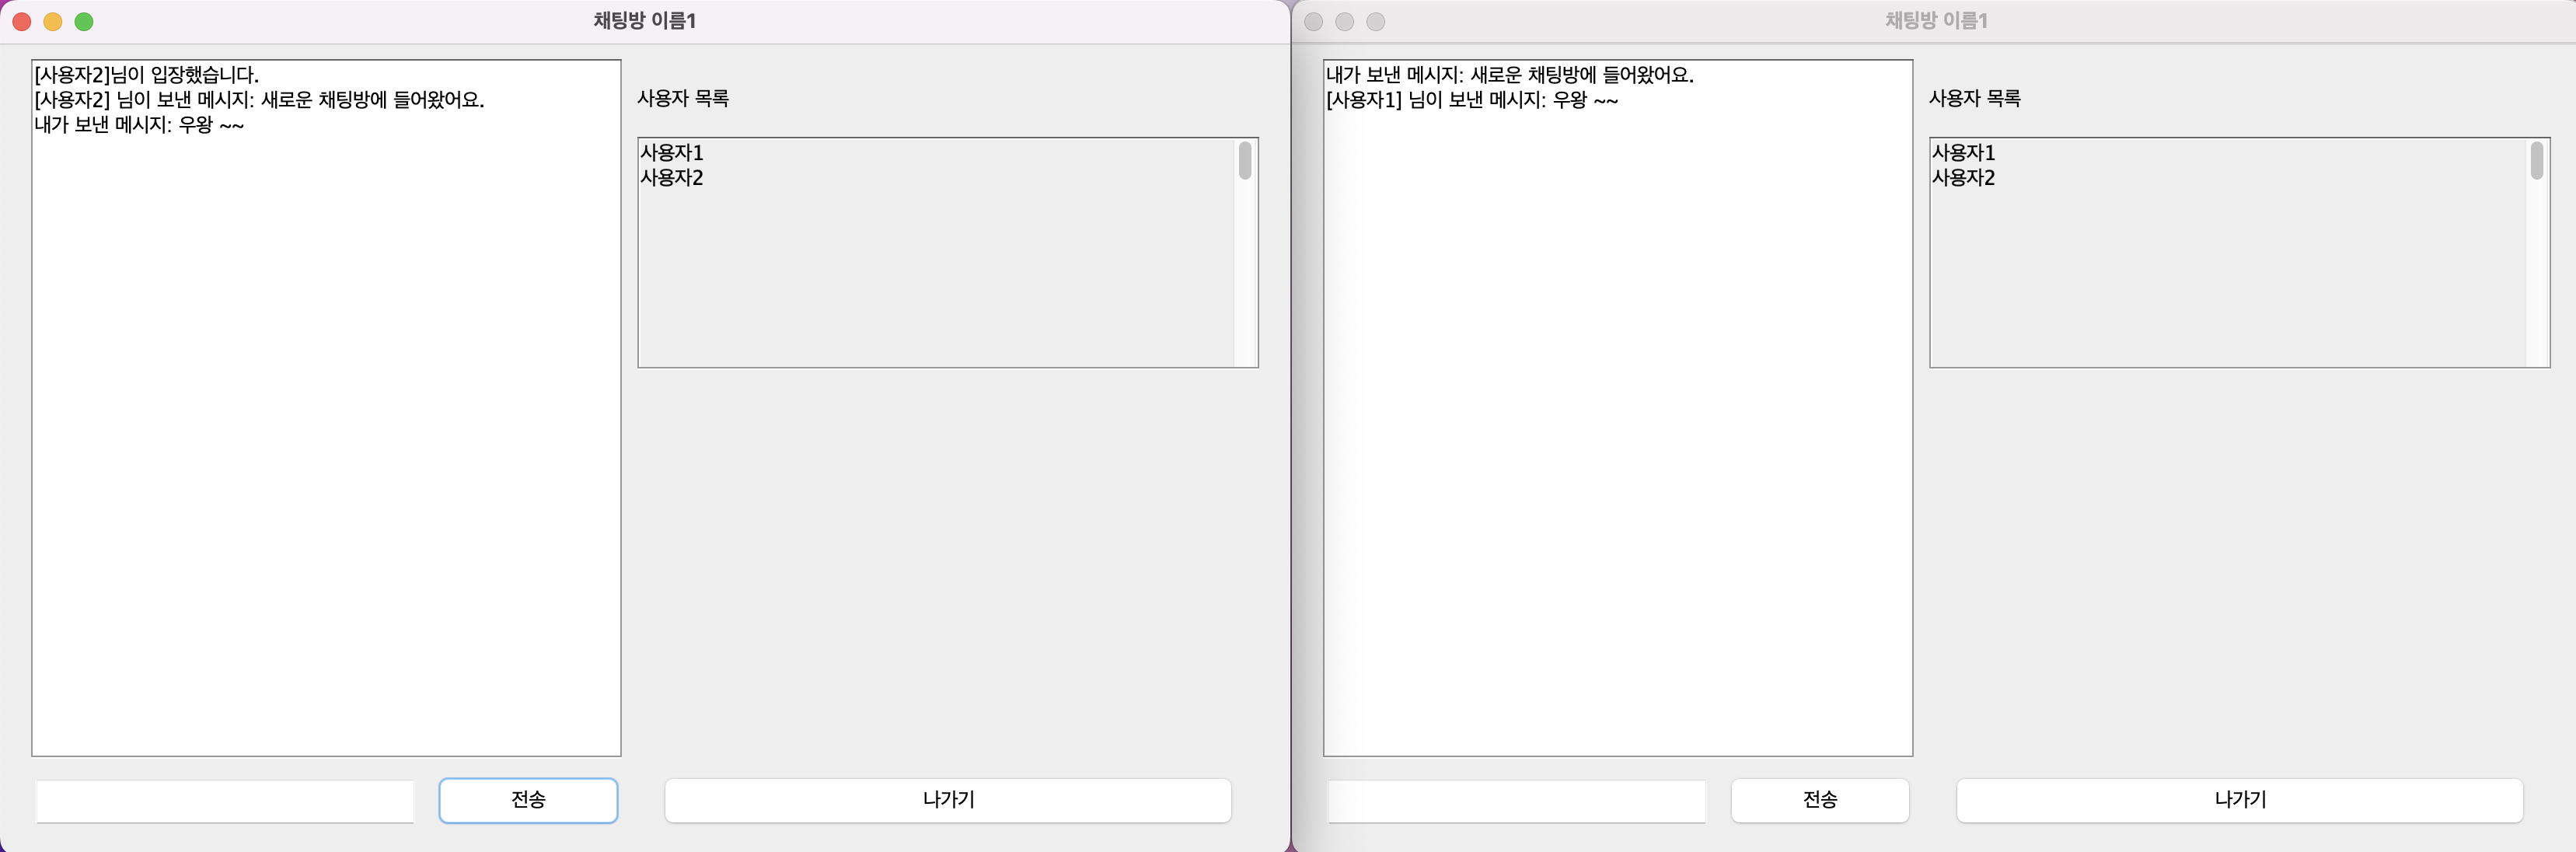 채팅방 이름1
[사용자2]님이 입장했습니다.
[사용자2] 님이 보낸 메시지: 새로운 채팅방에 들어왔어요.
내가 보낸 메시지: 우왕 ~~
사용자 목록
사용자1
사용자2
전송
나가기
채팅방 이름1
내가 보낸 메시지: 새로운 채팅방에 들어왔어요.
[사용자1] 님이 보낸 메시지: 우왕 ~~
사용자 목록
사용자1
사용자2
전송
나가기